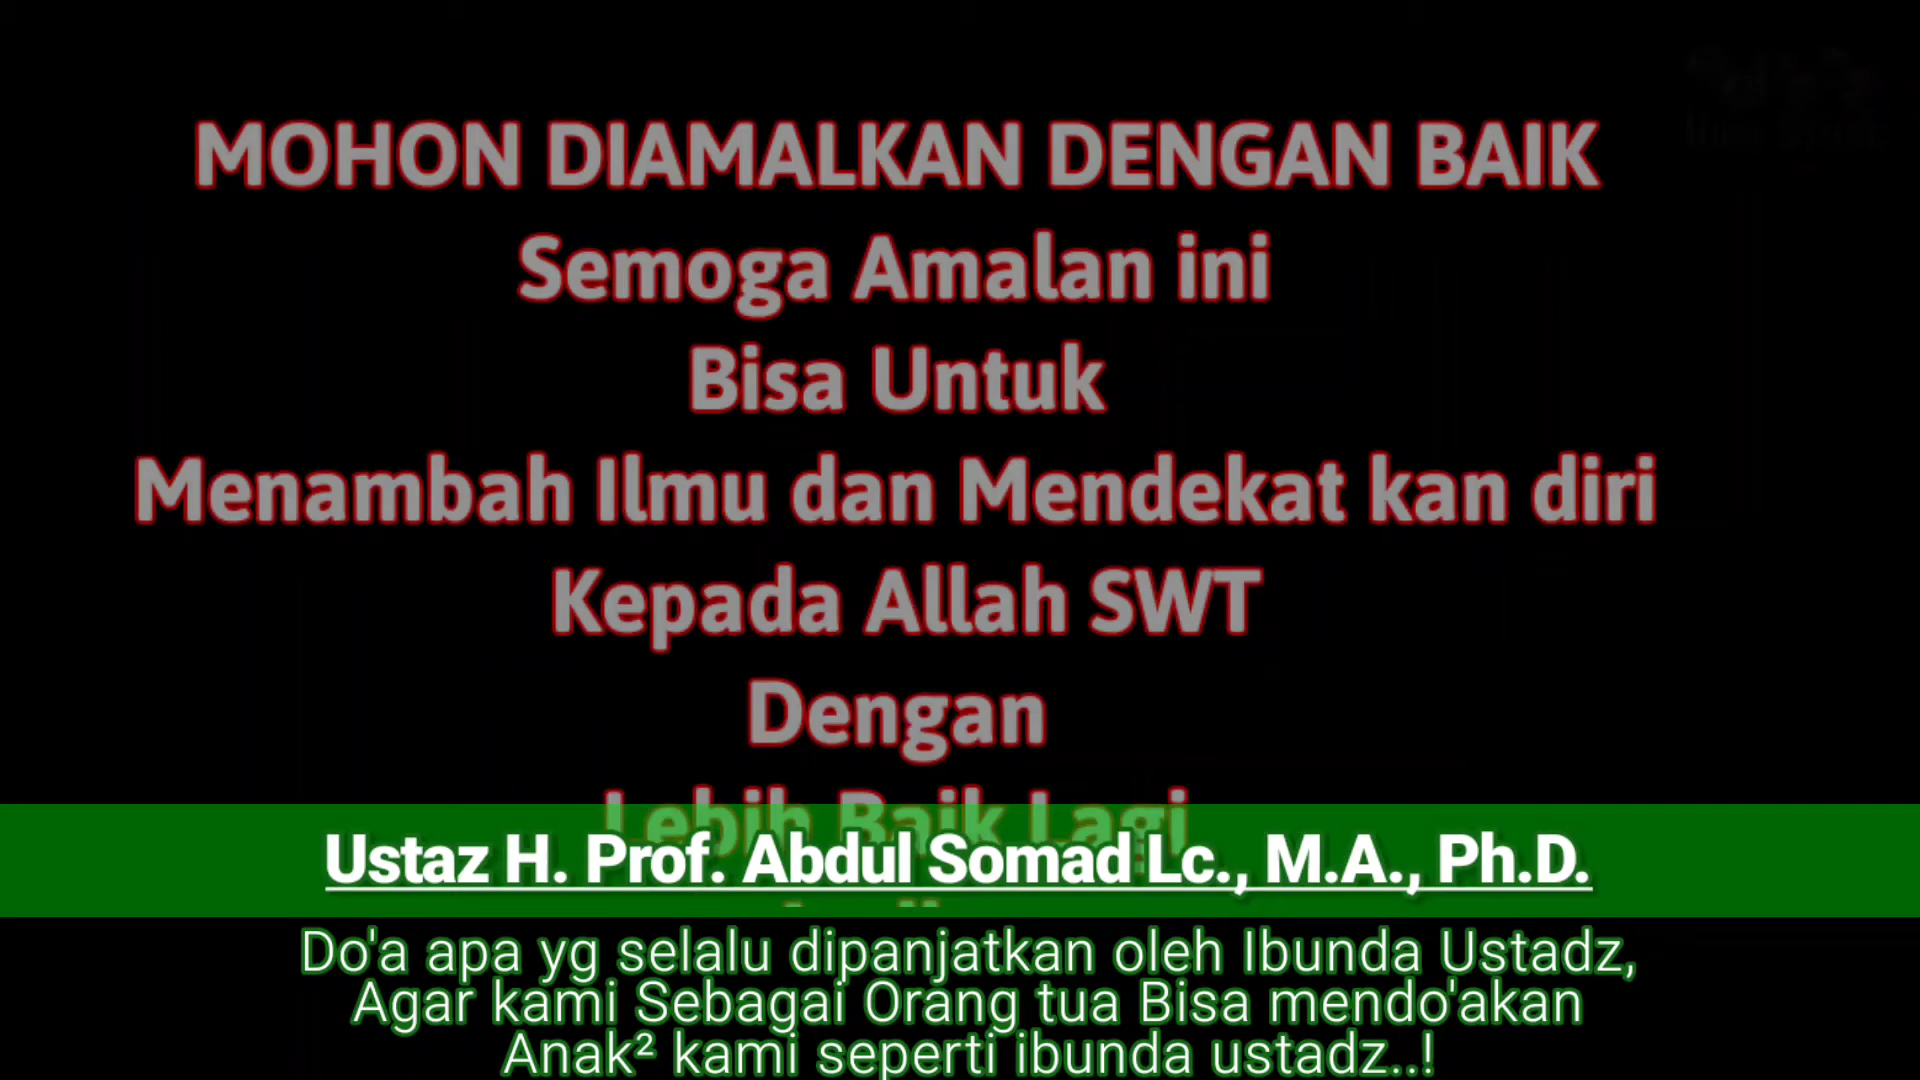 MOHON DIAMALKAN DENGAN BAIK
Semoga Amalan ini
Bisa Untuk
Menambah Ilmu dan Mendekat kan diri
Kepada Allah SWT
Dengan
Lebih Baik Lagi
Ustaz H. Prof. Abdul Somad Lc., M.A., Ph.D.
Do'a apa yg selalu dipanjatkan oleh Ibunda Ustadz,
Agar kami Sebagai Orang tua Bisa mendo'akan
Anak² kami seperti ibunda ustadz..!